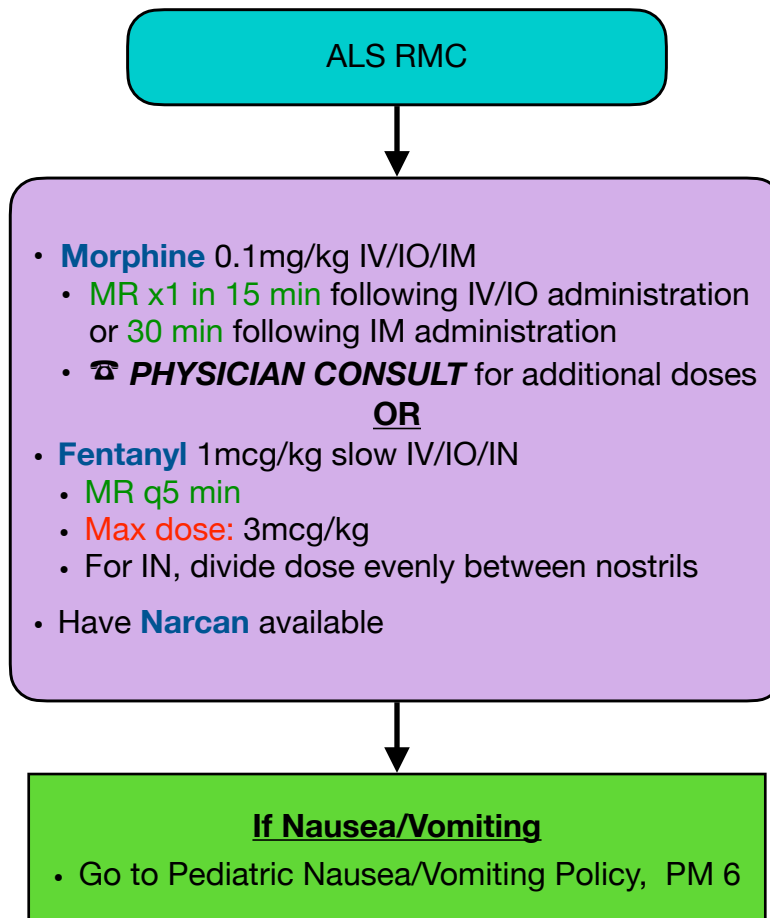 ALS RMC
• Morphine 0.1mg/kg IV/IO/IM
• MR x1 in 15 min following IV/IO administration
or 30 min following IM administration
• ☎ PHYSICIAN CONSULT for additional doses
OR
• Fentanyl 1mcg/kg slow IV/IO/IN
• MR q5 min
• Max dose: 3mcg/kg
• For IN, divide dose evenly between nostrils
• Have Narcan available
If Nausea/Vomiting
• Go to Pediatric Nausea/Vomiting Policy, PM 6